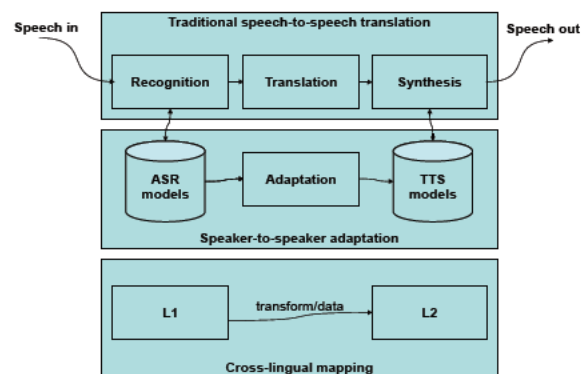 Traditional speech-to-speech translation
Speech in
Speech out
Recognition
Translation
Synthesis
ASR
models
Adaptation
TTS
models
Speaker-to-speaker adaptation
L1
transform/data
L2
Cross-lingual mapping